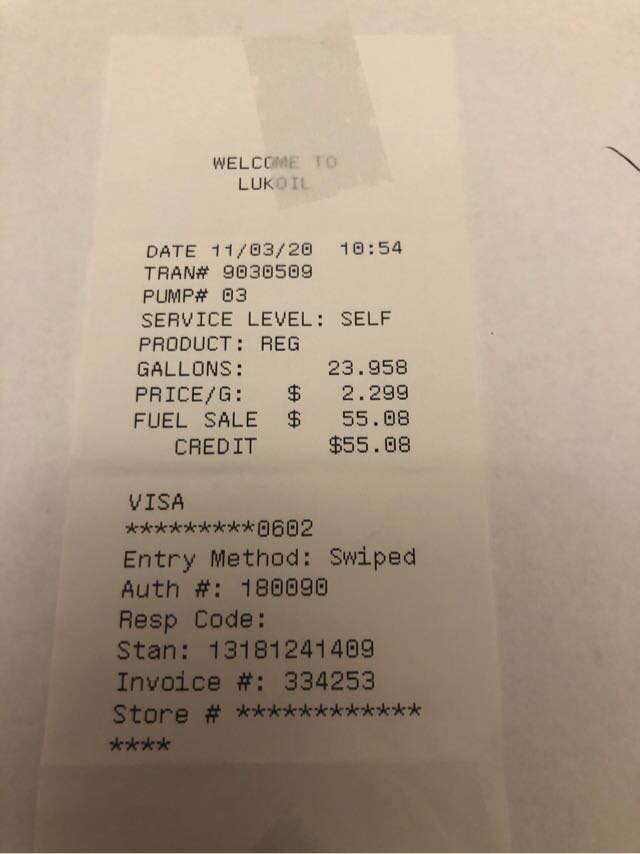 WELCOME TO
LUKOIL
DATE 11/03/20 10:54
TRAN# 9030509
PUMP# 03
SERVICE LEVEL: SELF
PRODUCT: REG
GALLONS: 23.958
PRICE/G: $ 2.299
FUEL SALE $ 55.08
CREDIT $55.08
VISA
*********0602
Entry Method: Swiped
Auth #: 180090
Resp Code:
Stan: 13181241409
Invoice #: 334253
Store # ************
****